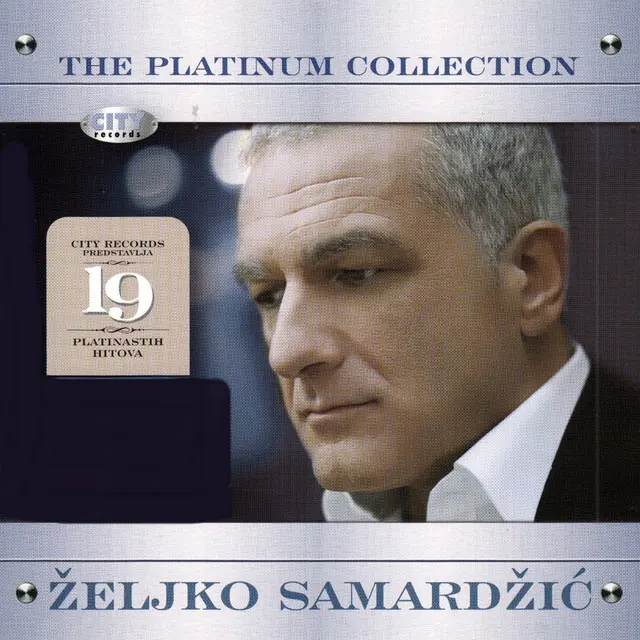 THE PLATINUM COLLECTION
CITY
records
CITY RECORDS
PREDSTAVLJA
19
PLATINASTIH
HITOVA
ŽELJKO SAMARDŽIĆ